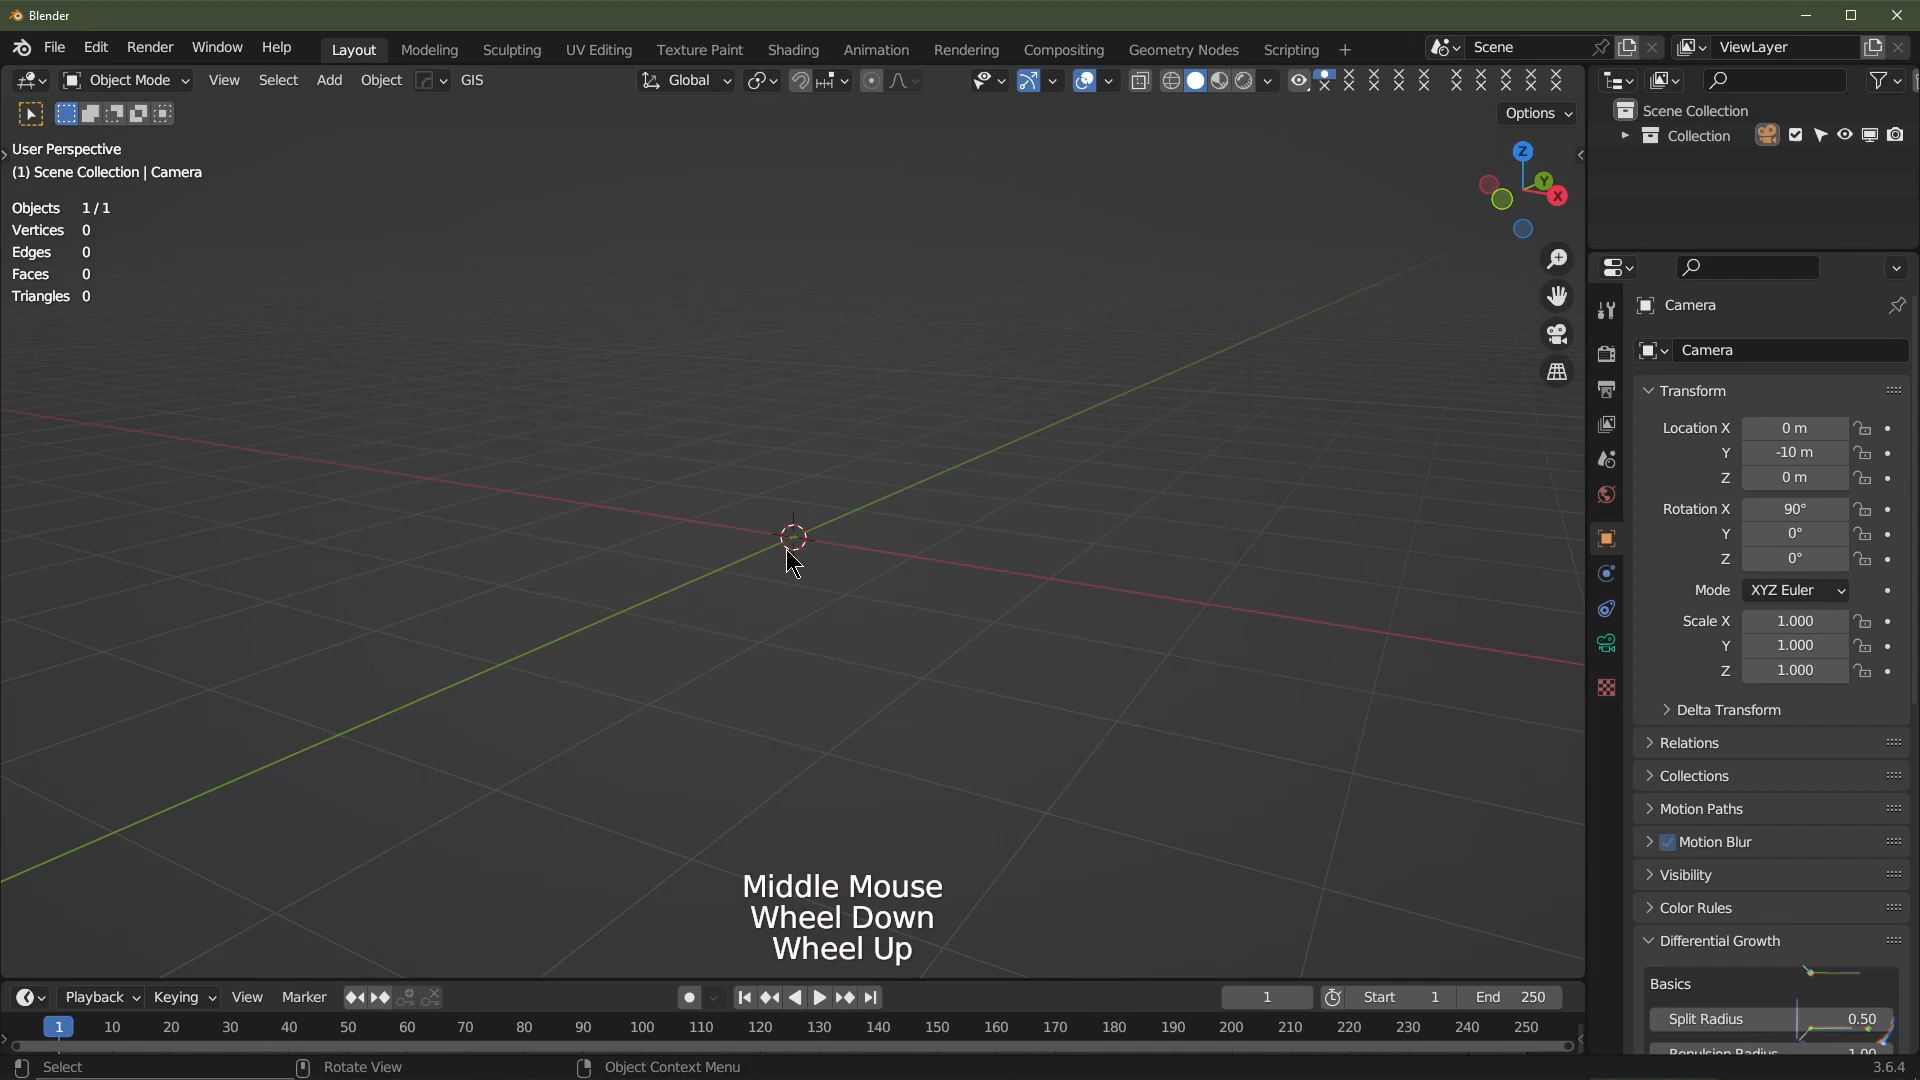 Blender
File Edit Render Window Help Layout Modeling Sculpting UV Editing Texture Paint Shading Animation Rendering Compositing Geometry Nodes Scripting + Scene ViewLayer
Object Mode View Select Add Object GIS Global
Options
Scene Collection
Collection
User Perspective
(1) Scene Collection | Camera
Objects 1 / 1
Vertices 0
Edges 0
Faces 0
Triangles 0
Z
Y
X
Camera
Camera
Transform
Location X 0 m
Y -10 m
Z 0 m
Rotation X 90°
Y 0°
Z 0°
Mode XYZ Euler
Scale X 1.000
Y 1.000
Z 1.000
Delta Transform
Relations
Collections
Motion Paths
Motion Blur
Visibility
Color Rules
Differential Growth
Basics
Split Radius 0.50
Repulsion Radius 1.00
Middle Mouse
Wheel Down
Wheel Up
Playback Keying View Marker 1 Start 1 End 250
1 10 20 30 40 50 60 70 80 90 100 110 120 130 140 150 160 170 180 190 200 210 220 230 240 250
Select Rotate View Object Context Menu 3.6.4